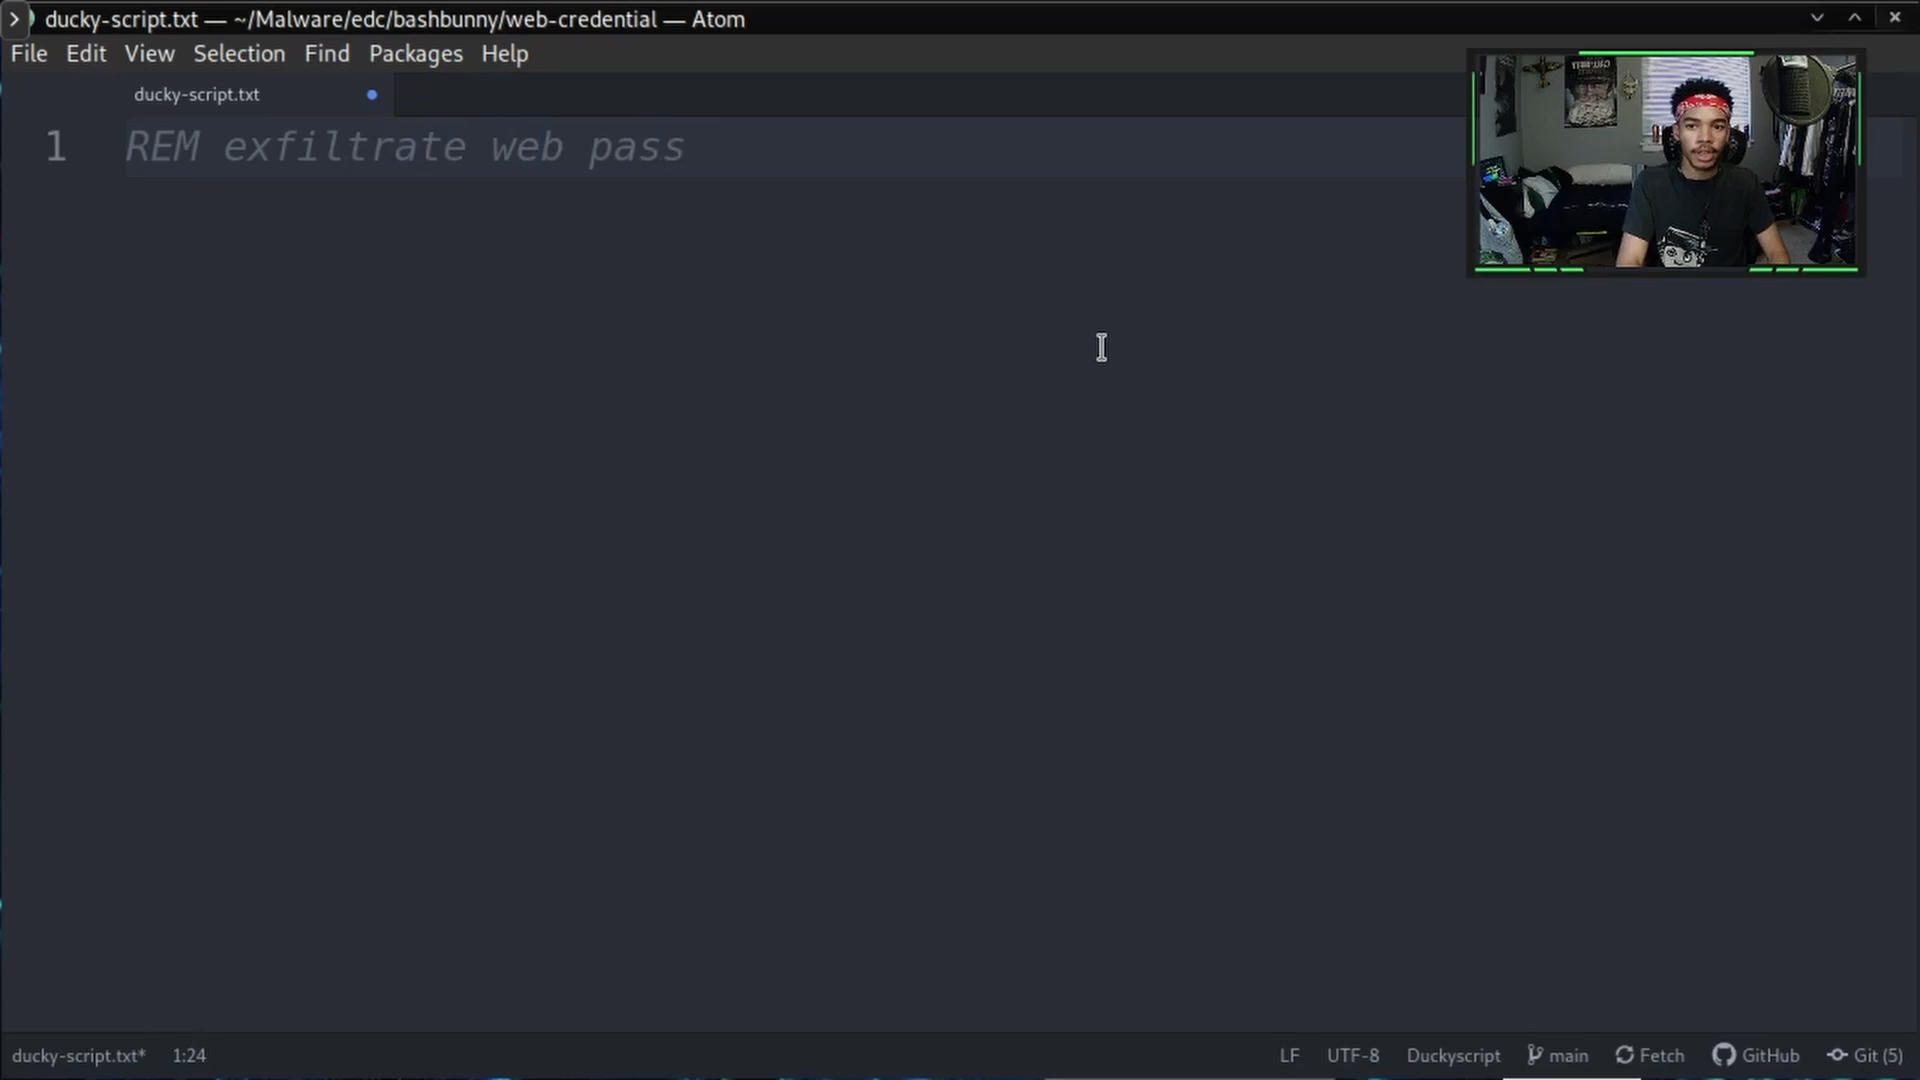 ducky-script.txt — ~/Malware/edc/bashbunny/web-credential — Atom
File Edit View Selection Find Packages Help
ducky-script.txt
1 REM exfiltrate web pass
ducky-script.txt* 1:24 LF UTF-8 Duckyscript main Fetch GitHub Git (5)